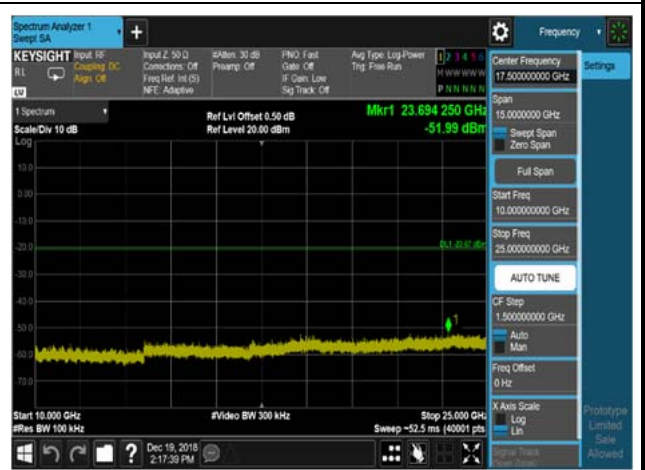 Spectrum Analyzer 1
Swept SA
Frequency
KEYSIGHT
RL
Input: RF
Coupling: DC
Align: Off
Input Z: 50 Ω
Corrections: Off
Freq Ref: Int (S)
NFE: Adaptive
#Atten: 30 dB
Preamp: Off
PNO: Fast
Gate: Off
IF Gain: Low
Sig Track: Off
Avg Type: Log-Power
Trig: Free Run
1 2 3 4 5 6
M W W W W W
P N N N N N
1 Spectrum
Scale/Div 10 dB
Log
Ref Lvl Offset 0.50 dB
Ref Level 20.00 dBm
Mkr1 23.694 250 GHz
-51.99 dBm
10.0
0.00
-10.0
-20.0
-30.0
-40.0
-50.0
-60.0
-70.0
DL1 -20.67 dBm
1
Start 10.000 GHz
#Res BW 100 kHz
#Video BW 300 kHz
Stop 25.000 GHz
Sweep ~52.5 ms (40001 pts
Dec 19, 2018
2:17:39 PM
Center Frequency
17.500000000 GHz
Settings
Span
15.0000000 GHz
Swept Span
Zero Span
Full Span
Start Freq
10.000000000 GHz
Stop Freq
25.000000000 GHz
AUTO TUNE
CF Step
1.500000000 GHz
Auto
Man
Freq Offset
0 Hz
X Axis Scale
Log
Lin
Signal Track
Prototype
Limited
Sale
Allowed